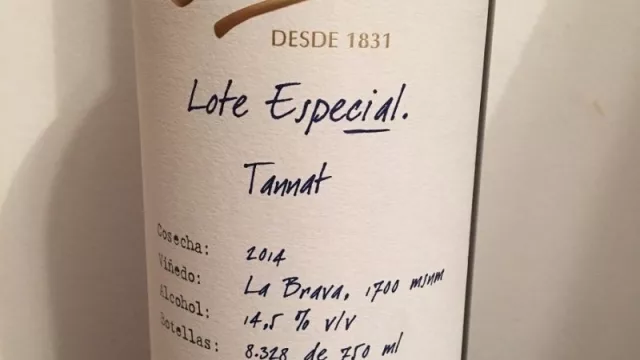 DESDE 1831
Lote Especial.
Tannat
Cosecha: 2014
Viñedo: La Brava, 1700 msnm
Alcohol: 14,5 % v/v
Botellas: 8.328 de 750 ml